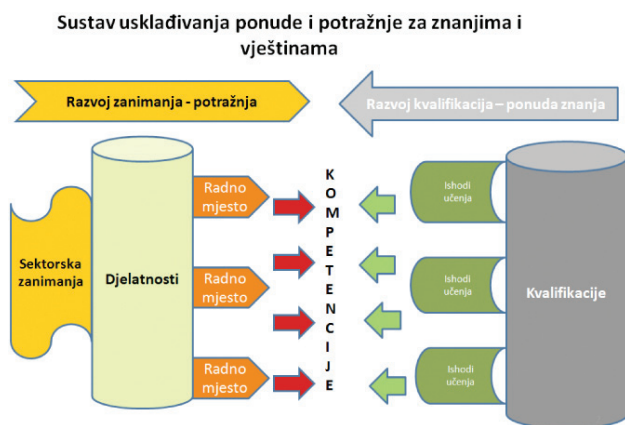 Sustav usklađivanja ponude i potražnje za znanjima i
vještinama
Razvoj zanimanja - potražnja
Razvoj kvalifikacija – ponuda znanja
Sektorska
zanimanja
Djelatnosti
Radno
mjesto
Radno
mjesto
Radno
mjesto
KOMPETENCIJE
Ishodi
učenja
Ishodi
učenja
Ishodi
učenja
Kvalifikacije